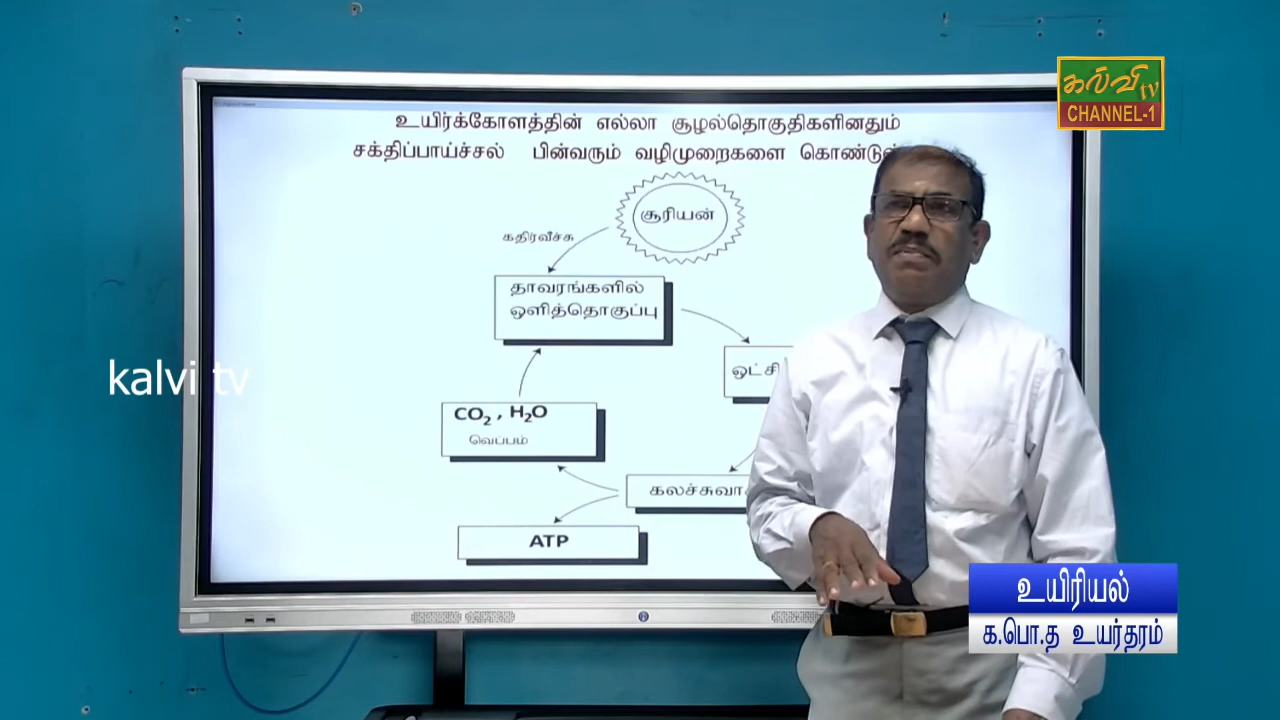 கல்வி TV
CHANNEL-1
உயிர்க்கோளத்தின் எல்லா சூழல்தொகுதிகளினதும்
சக்திப்பாய்ச்சல் பின்வரும் வழிமுறைகளை
சூரியன்
கதிர்வீச்சு
தாவரங்களில்
ஒளித்தொகுப்பு
kalvi tv
CO₂ , H₂O
வெப்பம்
ATP
உயிரியல்
க.பொ.த உயர்தரம்